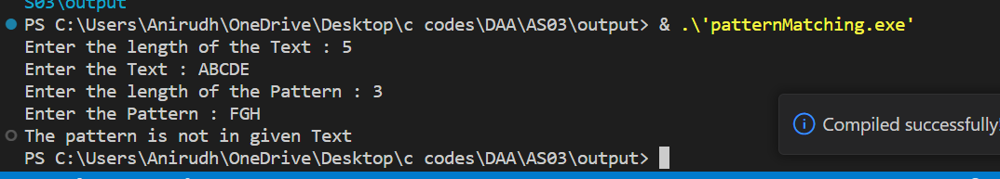 S03\output
PS C:\Users\Anirudh\OneDrive\Desktop\c codes\DAA\AS03\output> & .\'patternMatching.exe'
Enter the length of the Text : 5
Enter the Text : ABCDE
Enter the length of the Pattern : 3
Enter the Pattern : FGH
The pattern is not in given Text
PS C:\Users\Anirudh\OneDrive\Desktop\c codes\DAA\AS03\output>
Compiled successfully!